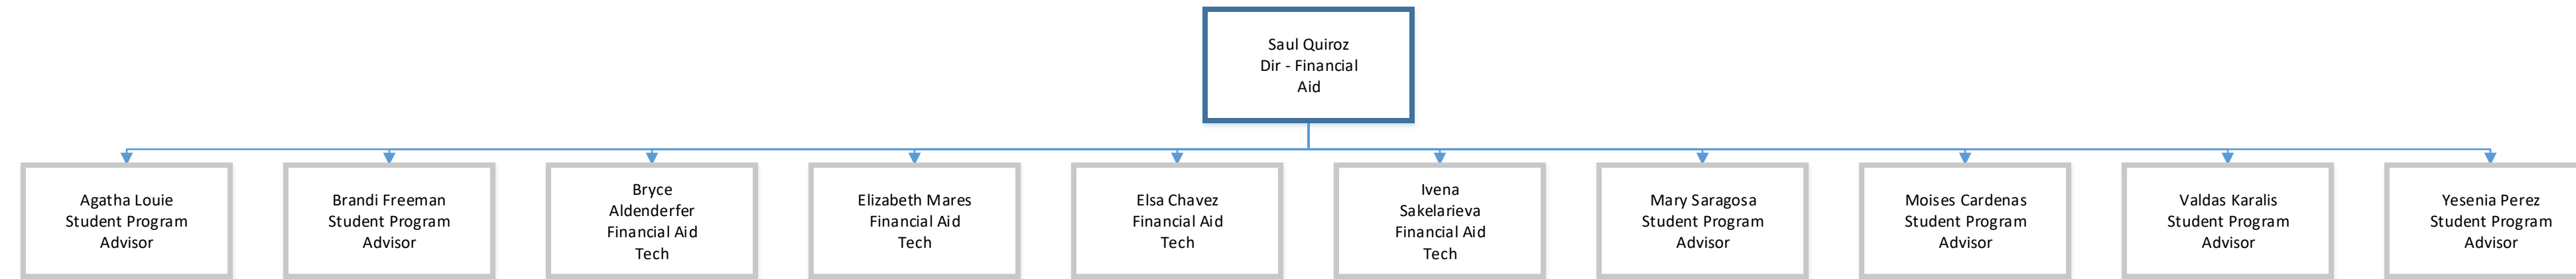 Saul Quiroz
Dir - Financial
Aid
Agatha Louie
Student Program
Advisor
Brandi Freeman
Student Program
Advisor
Bryce
Aldenderfer
Financial Aid
Tech
Elizabeth Mares
Financial Aid
Tech
Elsa Chavez
Financial Aid
Tech
Ivena
Sakelarieva
Financial Aid
Tech
Mary Saragosa
Student Program
Advisor
Moises Cardenas
Student Program
Advisor
Valdas Karalis
Student Program
Advisor
Yesenia Perez
Student Program
Advisor